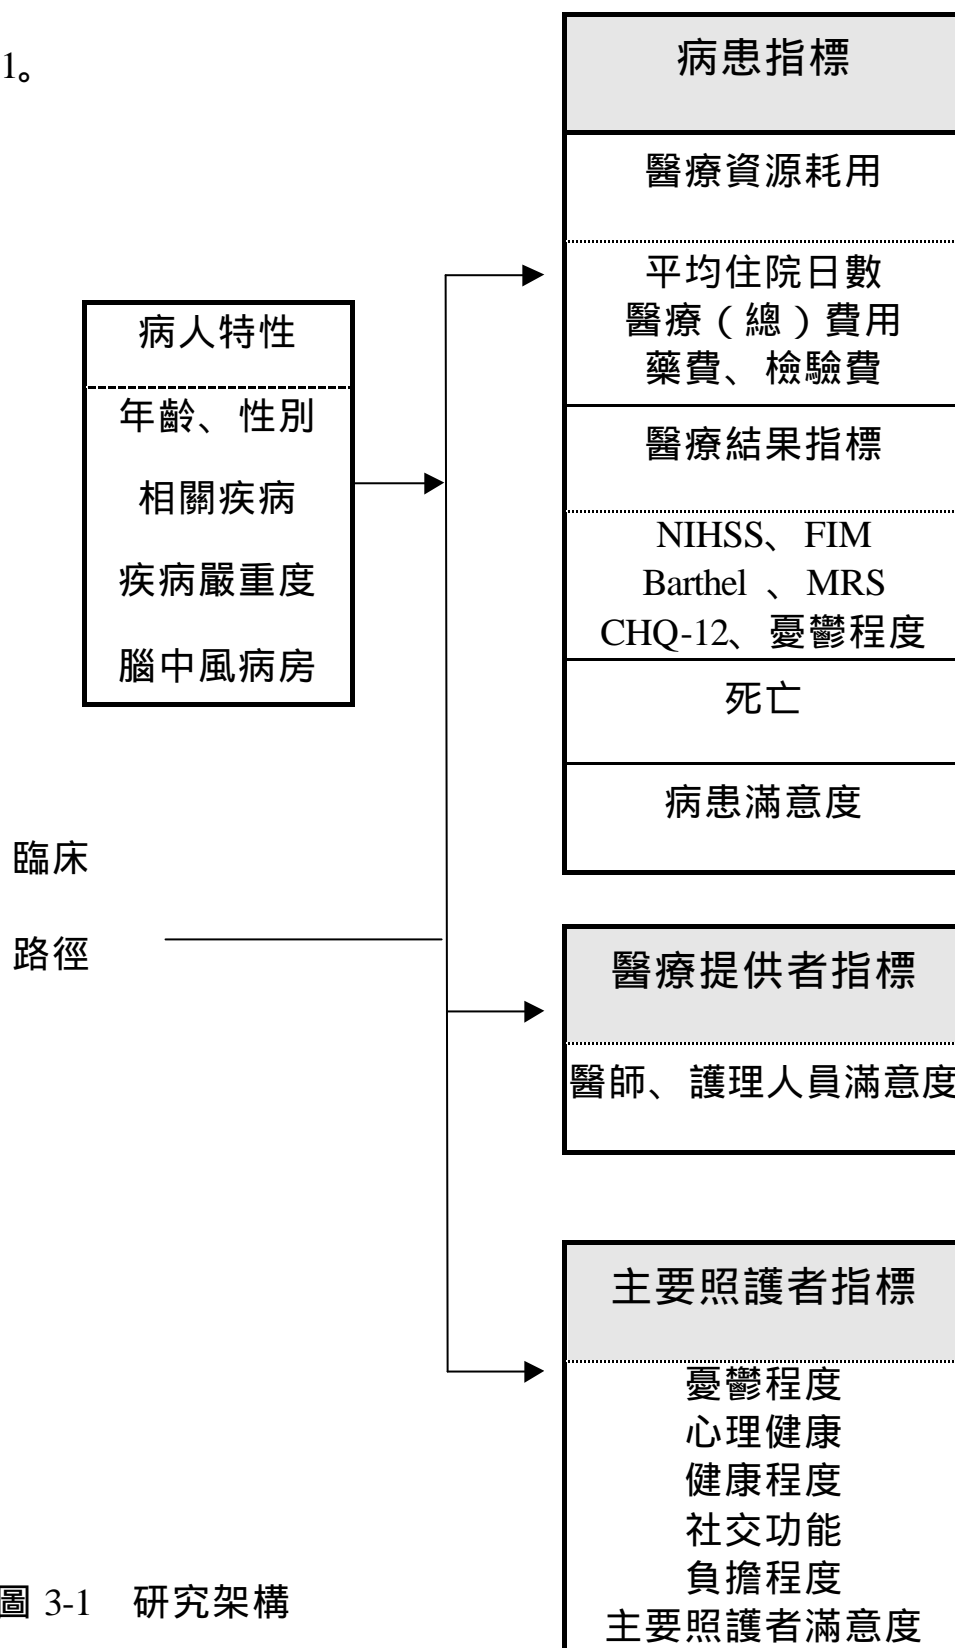 1。
病患指標
醫療資源耗用
平均住院日數
醫療（總）費用
藥費、檢驗費
醫療結果指標
NIHSS、FIM
Barthel 、MRS
CHQ-12、憂鬱程度
死亡
病患滿意度
病人特性
年齡、性別
相關疾病
疾病嚴重度
腦中風病房
臨床
路徑
醫療提供者指標
醫師、護理人員滿意度
主要照護者指標
憂鬱程度
心理健康
健康程度
社交功能
負擔程度
主要照護者滿意度
圖 3-1 研究架構